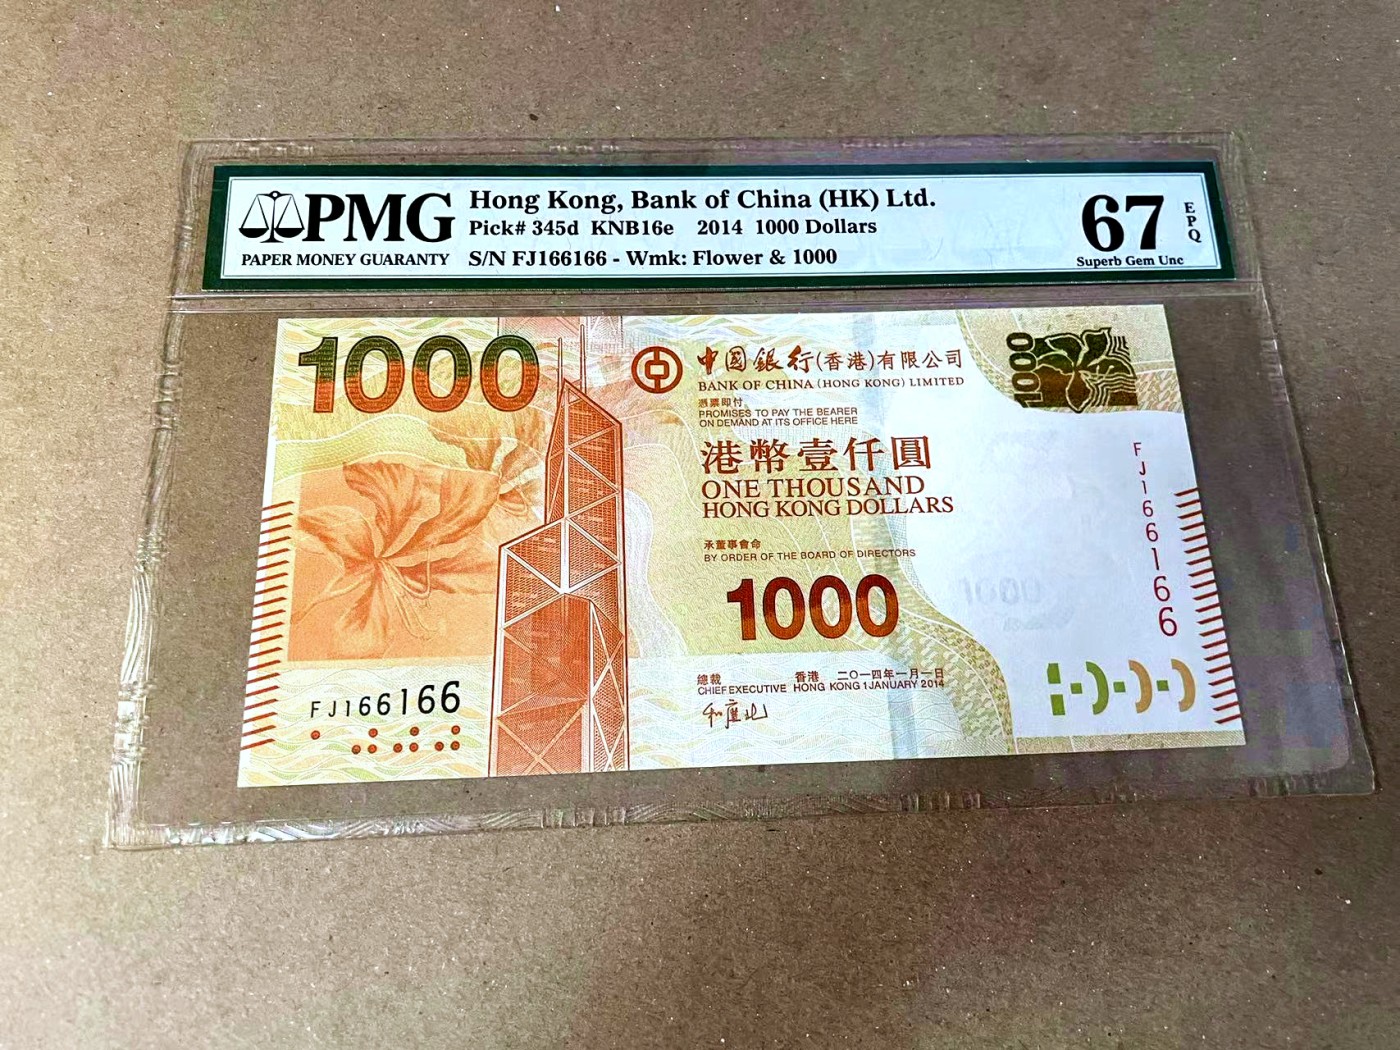 PMG
PAPER MONEY GUARANTY
Hong Kong, Bank of China (HK) Ltd.
Pick# 345d KNB16e 2014 1000 Dollars
S/N FJ166166 - Wmk: Flower & 1000
67
EPQ
Superb Gem Unc
1000
中國銀行(香港)有限公司
BANK OF CHINA (HONG KONG) LIMITED
憑票即付
PROMISES TO PAY THE BEARER
ON DEMAND AT ITS OFFICE HERE
港幣壹仟圓
ONE THOUSAND
HONG KONG DOLLARS
承董事會命
BY ORDER OF THE BOARD OF DIRECTORS
1000
總裁 香港 二〇一四年一月一日
CHIEF EXECUTIVE HONG KONG 1 JANUARY 2014
FJ166166
1000
FJ166166